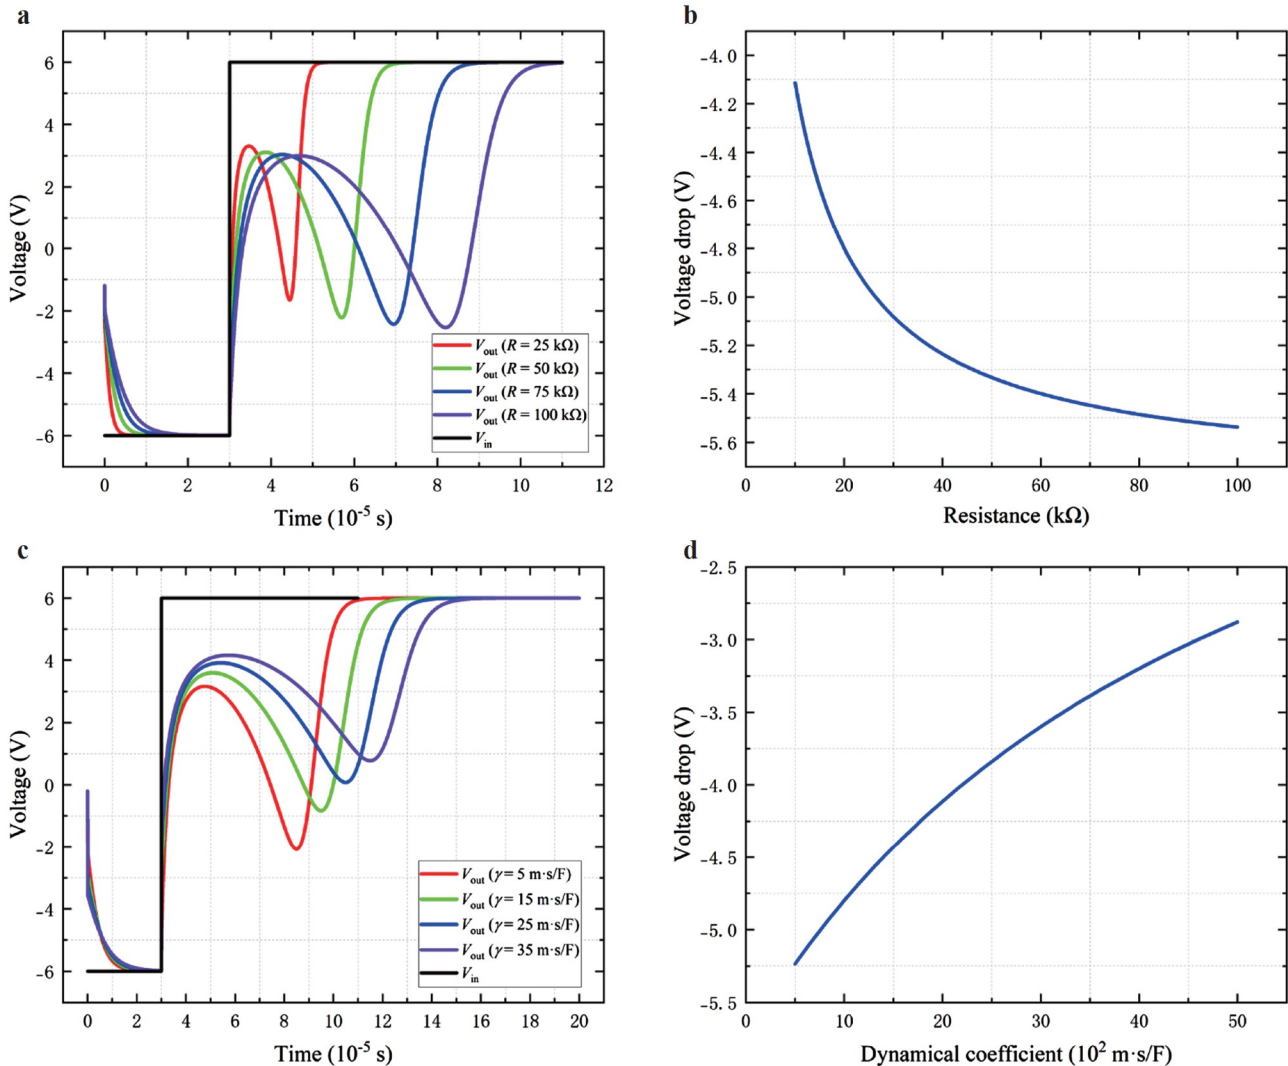 a
6
4
2
0
-2
-4
-6
Voltage (V)
0
2
4
6
8
10
12
Time (10-5 s)
Vout (R = 25 kΩ)
Vout (R = 50 kΩ)
Vout (R = 75 kΩ)
Vout (R = 100 kΩ)
Vin
b
-4.0
-4.2
-4.4
-4.6
-4.8
-5.0
-5.2
-5.4
-5.6
Voltage drop (V)
0
20
40
60
80
100
Resistance (kΩ)
c
6
4
2
0
-2
-4
-6
Voltage (V)
0
2
4
6
8
10
12
14
16
18
20
Time (10-5 s)
Vout (γ = 5 m·s/F)
Vout (γ = 15 m·s/F)
Vout (γ = 25 m·s/F)
Vout (γ = 35 m·s/F)
Vin
d
-2.5
-3.0
-3.5
-4.0
-4.5
-5.0
-5.5
Voltage drop (V)
0
10
20
30
40
50
Dynamical coefficient (102 m·s/F)